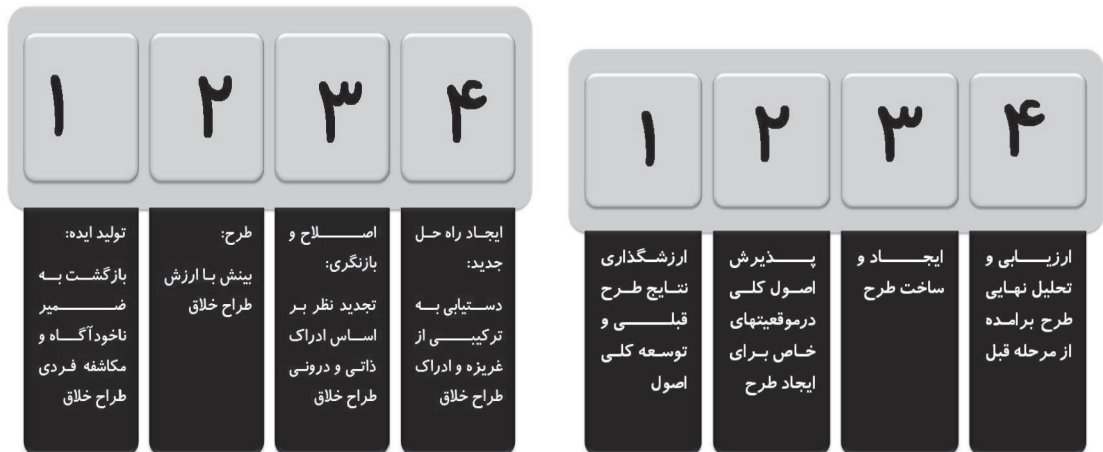 ۱
۲
۳
۴
تولید ایده:
بازگشت به
ضمیر
ناخودآگاه و
مکاشفه فردی
طراح خلاق
طرح:
بینش با ارزش
طراح خلاق
اصلاح و
بازنگری:
تجدید نظر بر
اساس ادراک
ذاتی و درونی
طراح خلاق
ایجاد راه حل
جدید:
دستیابی به
ترکیبی از
غریزه و ادراک
طراح خلاق
۱
۲
۳
۴
ارزشگذاری
نتایج طرح
قبلی و
توسعه کلی
اصول
پذیرش
اصول کلی
درموقعیتهای
خاص برای
ایجاد طرح
ایجاد و
ساخت طرح
ارزیابی و
تحلیل نهایی
طرح برامده
از مرحله قبل